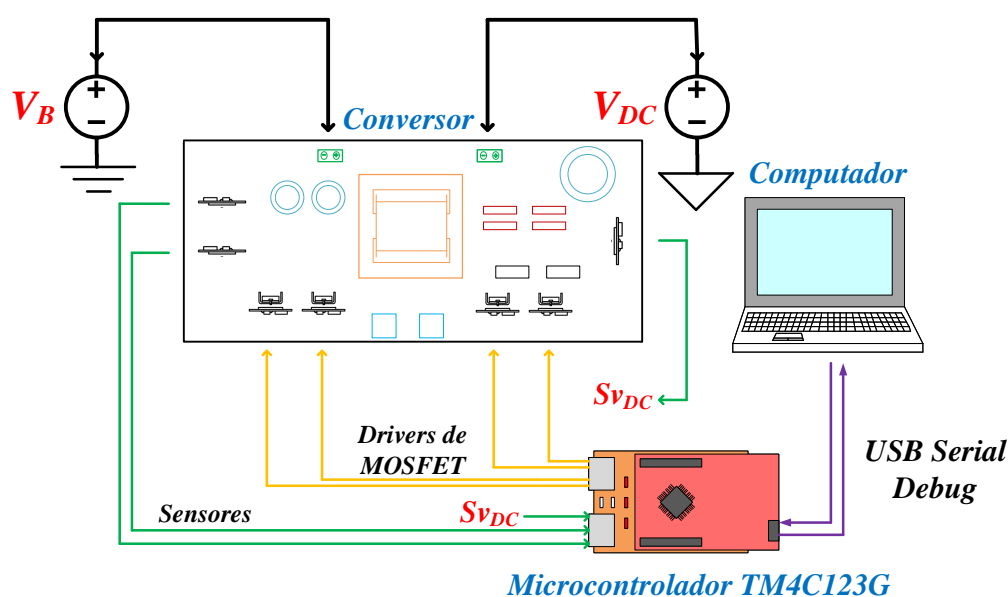 V_B
Conversor
V_DC
Computador
Sv_DC
Drivers de
MOSFET
USB Serial
Debug
Sensores
Sv_DC
Microcontrolador TM4C123G